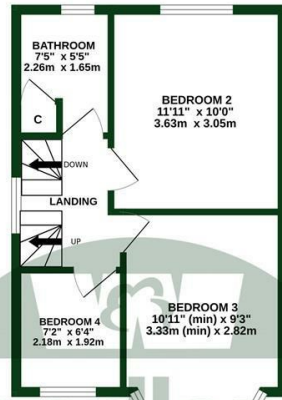 BATHROOM
7'5" x 5'5"
2.26m x 1.65m
C
BEDROOM 2
11'11" x 10'0"
3.63m x 3.05m
DOWN
LANDING
UP
BEDROOM 3
10'11" (min) x 9'3"
3.33m (min) x 2.82m
BEDROOM 4
7'2" x 6'4"
2.18m x 1.92m